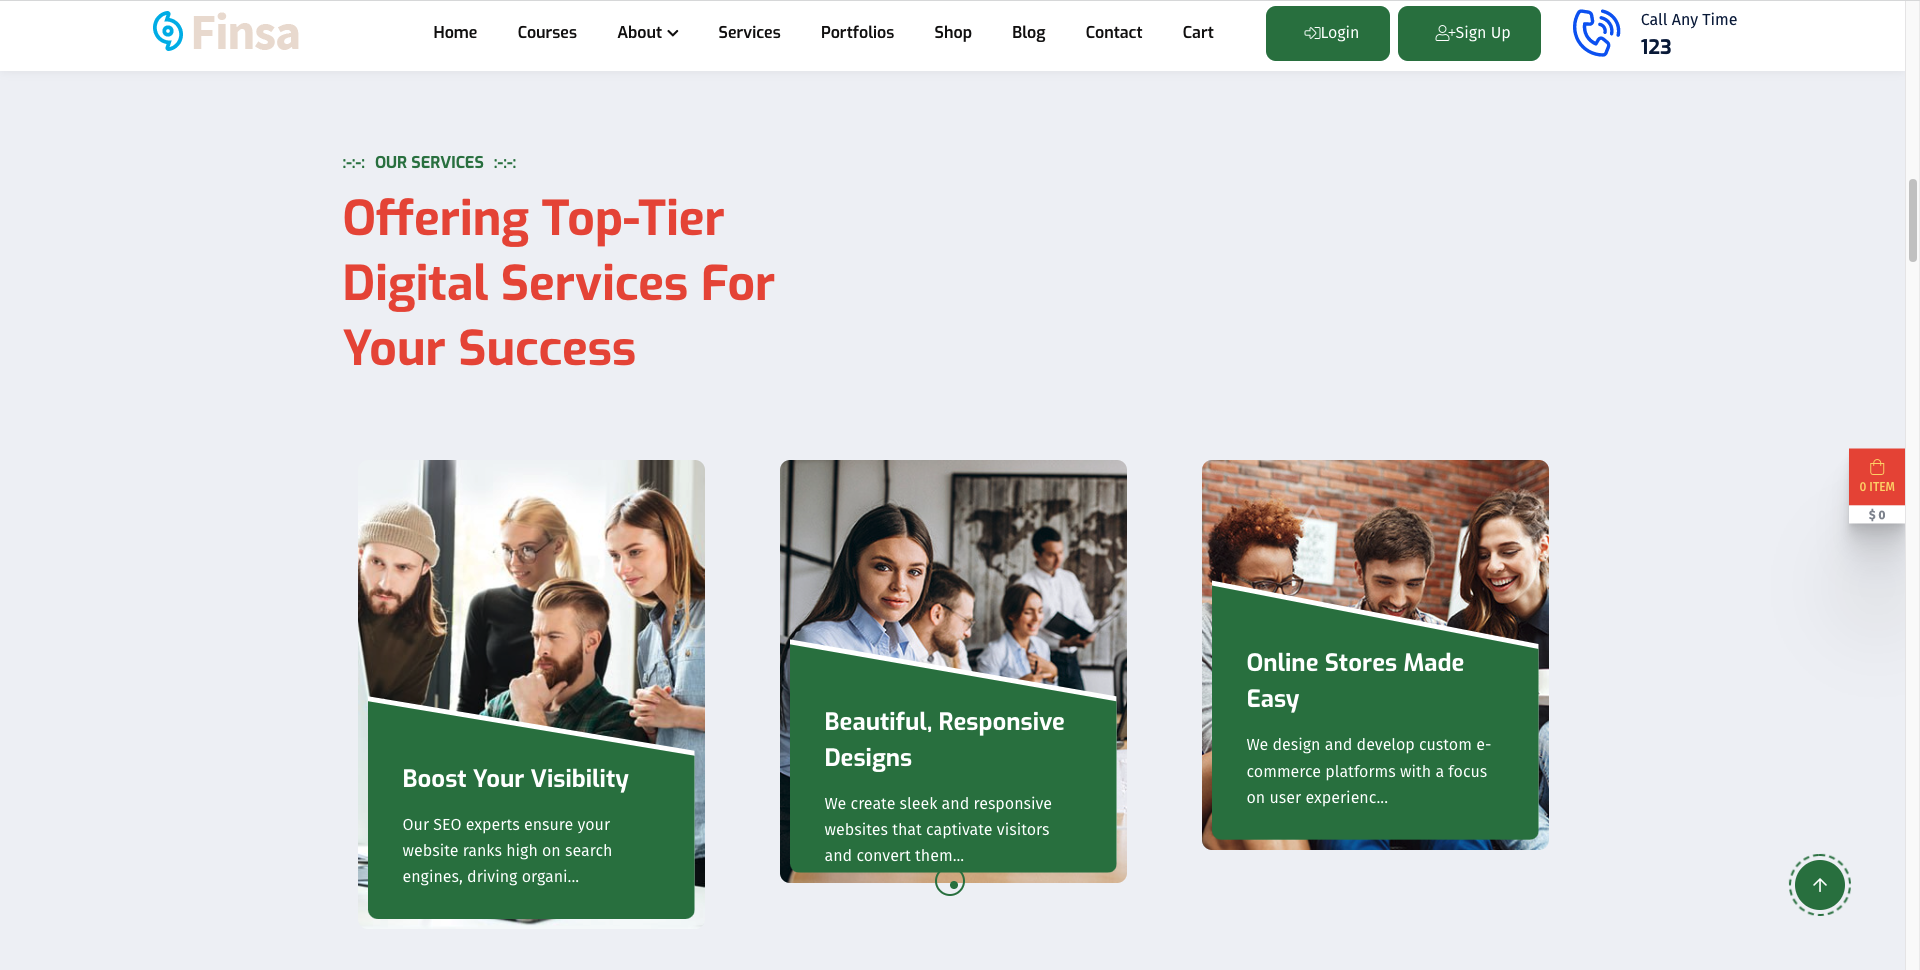 Finsa
Home Courses About Services Portfolios Shop Blog Contact Cart
Login
+Sign Up
Call Any Time
123
:-:-: OUR SERVICES :-:-:
Offering Top-Tier
Digital Services For
Your Success
0 ITEM
$ 0
Boost Your Visibility
Our SEO experts ensure your
website ranks high on search
engines, driving organi...
Beautiful, Responsive
Designs
We create sleek and responsive
websites that captivate visitors
and convert them...
Online Stores Made
Easy
We design and develop custom e-
commerce platforms with a focus
on user experienc...